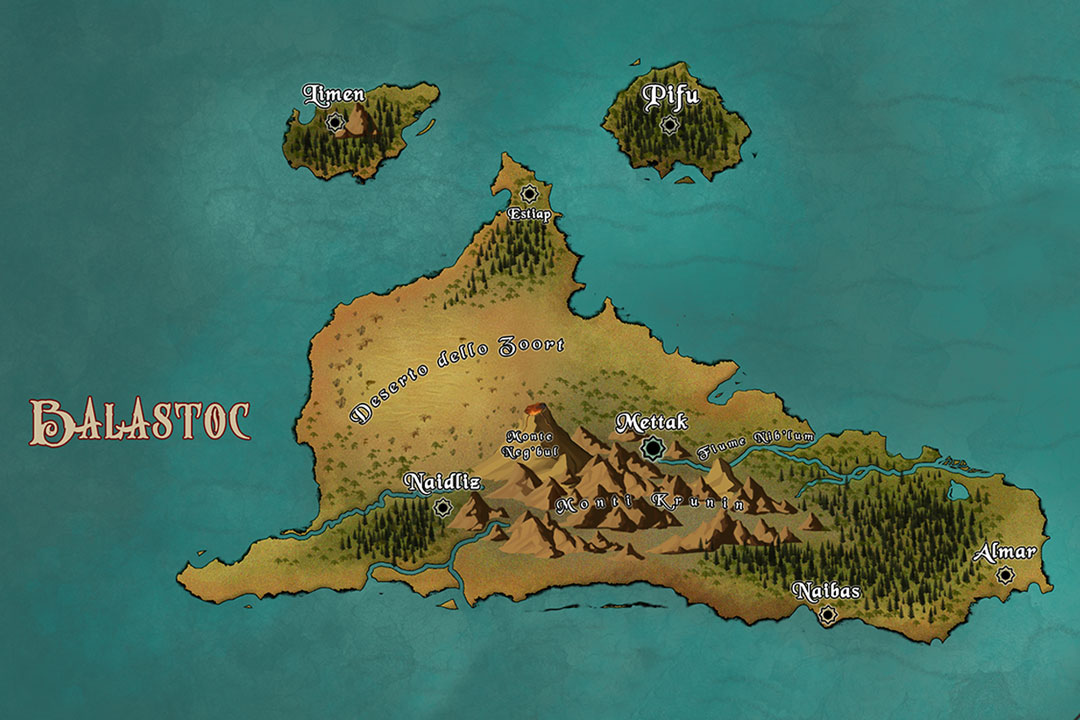 Limen
Pifu
Estiap
Deserto dello Zoort
BALASTOC
Monte
Neg'bul
Mettak
Fiume Nib'lum
Naidliz
Monti Krunin
Almar
Naibas